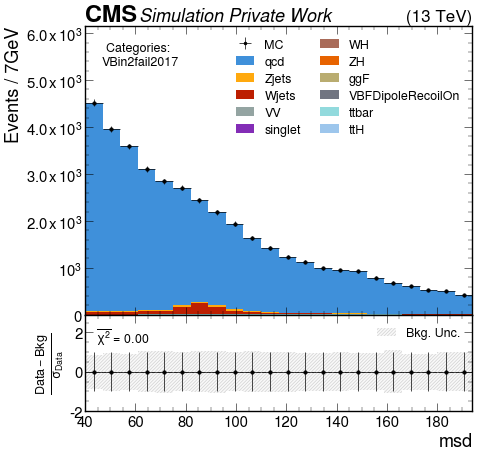 CMS Simulation Private Work (13 TeV)
Events / 7GeV
6.0 x 10³
5.0 x 10³
4.0 x 10³
3.0 x 10³
2.0 x 10³
10³
0
Categories:
VBin2fail2017
MC
qcd
Zjets
Wjets
VV
singlet
WH
ZH
ggF
VBFDipoleRecoilOn
ttbar
ttH
Data − Bkg
σ_Data
2
0
-2
χ² = 0.00
Bkg. Unc.
40 60 80 100 120 140 160 180
msd